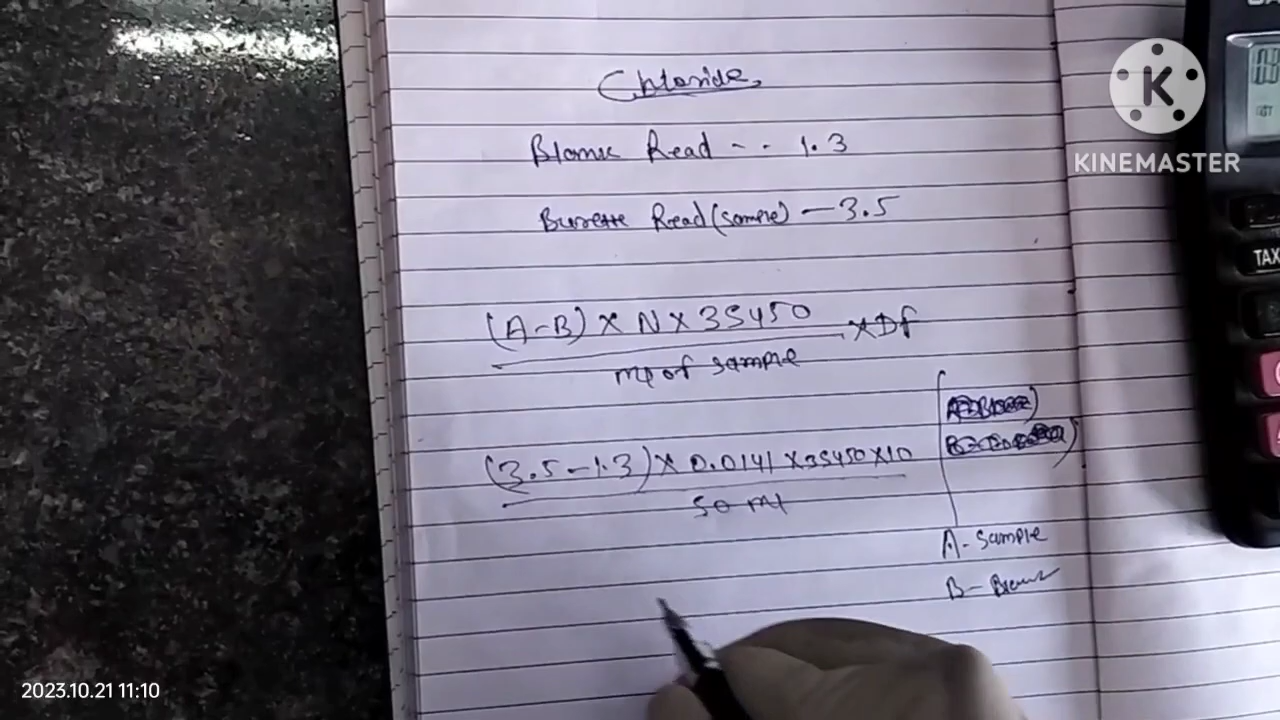 Chloride
Blank Read - - 1.3
Burette Read (sample) - 3.5
(A-B) x N x 35450 x Df
ml of sample
(3.5-1.3) x 0.0141 x 35450 x 10
50 ml
A- Sample
B- Blank
KINEMASTER
TAX
GT
2023.10.21 11:10